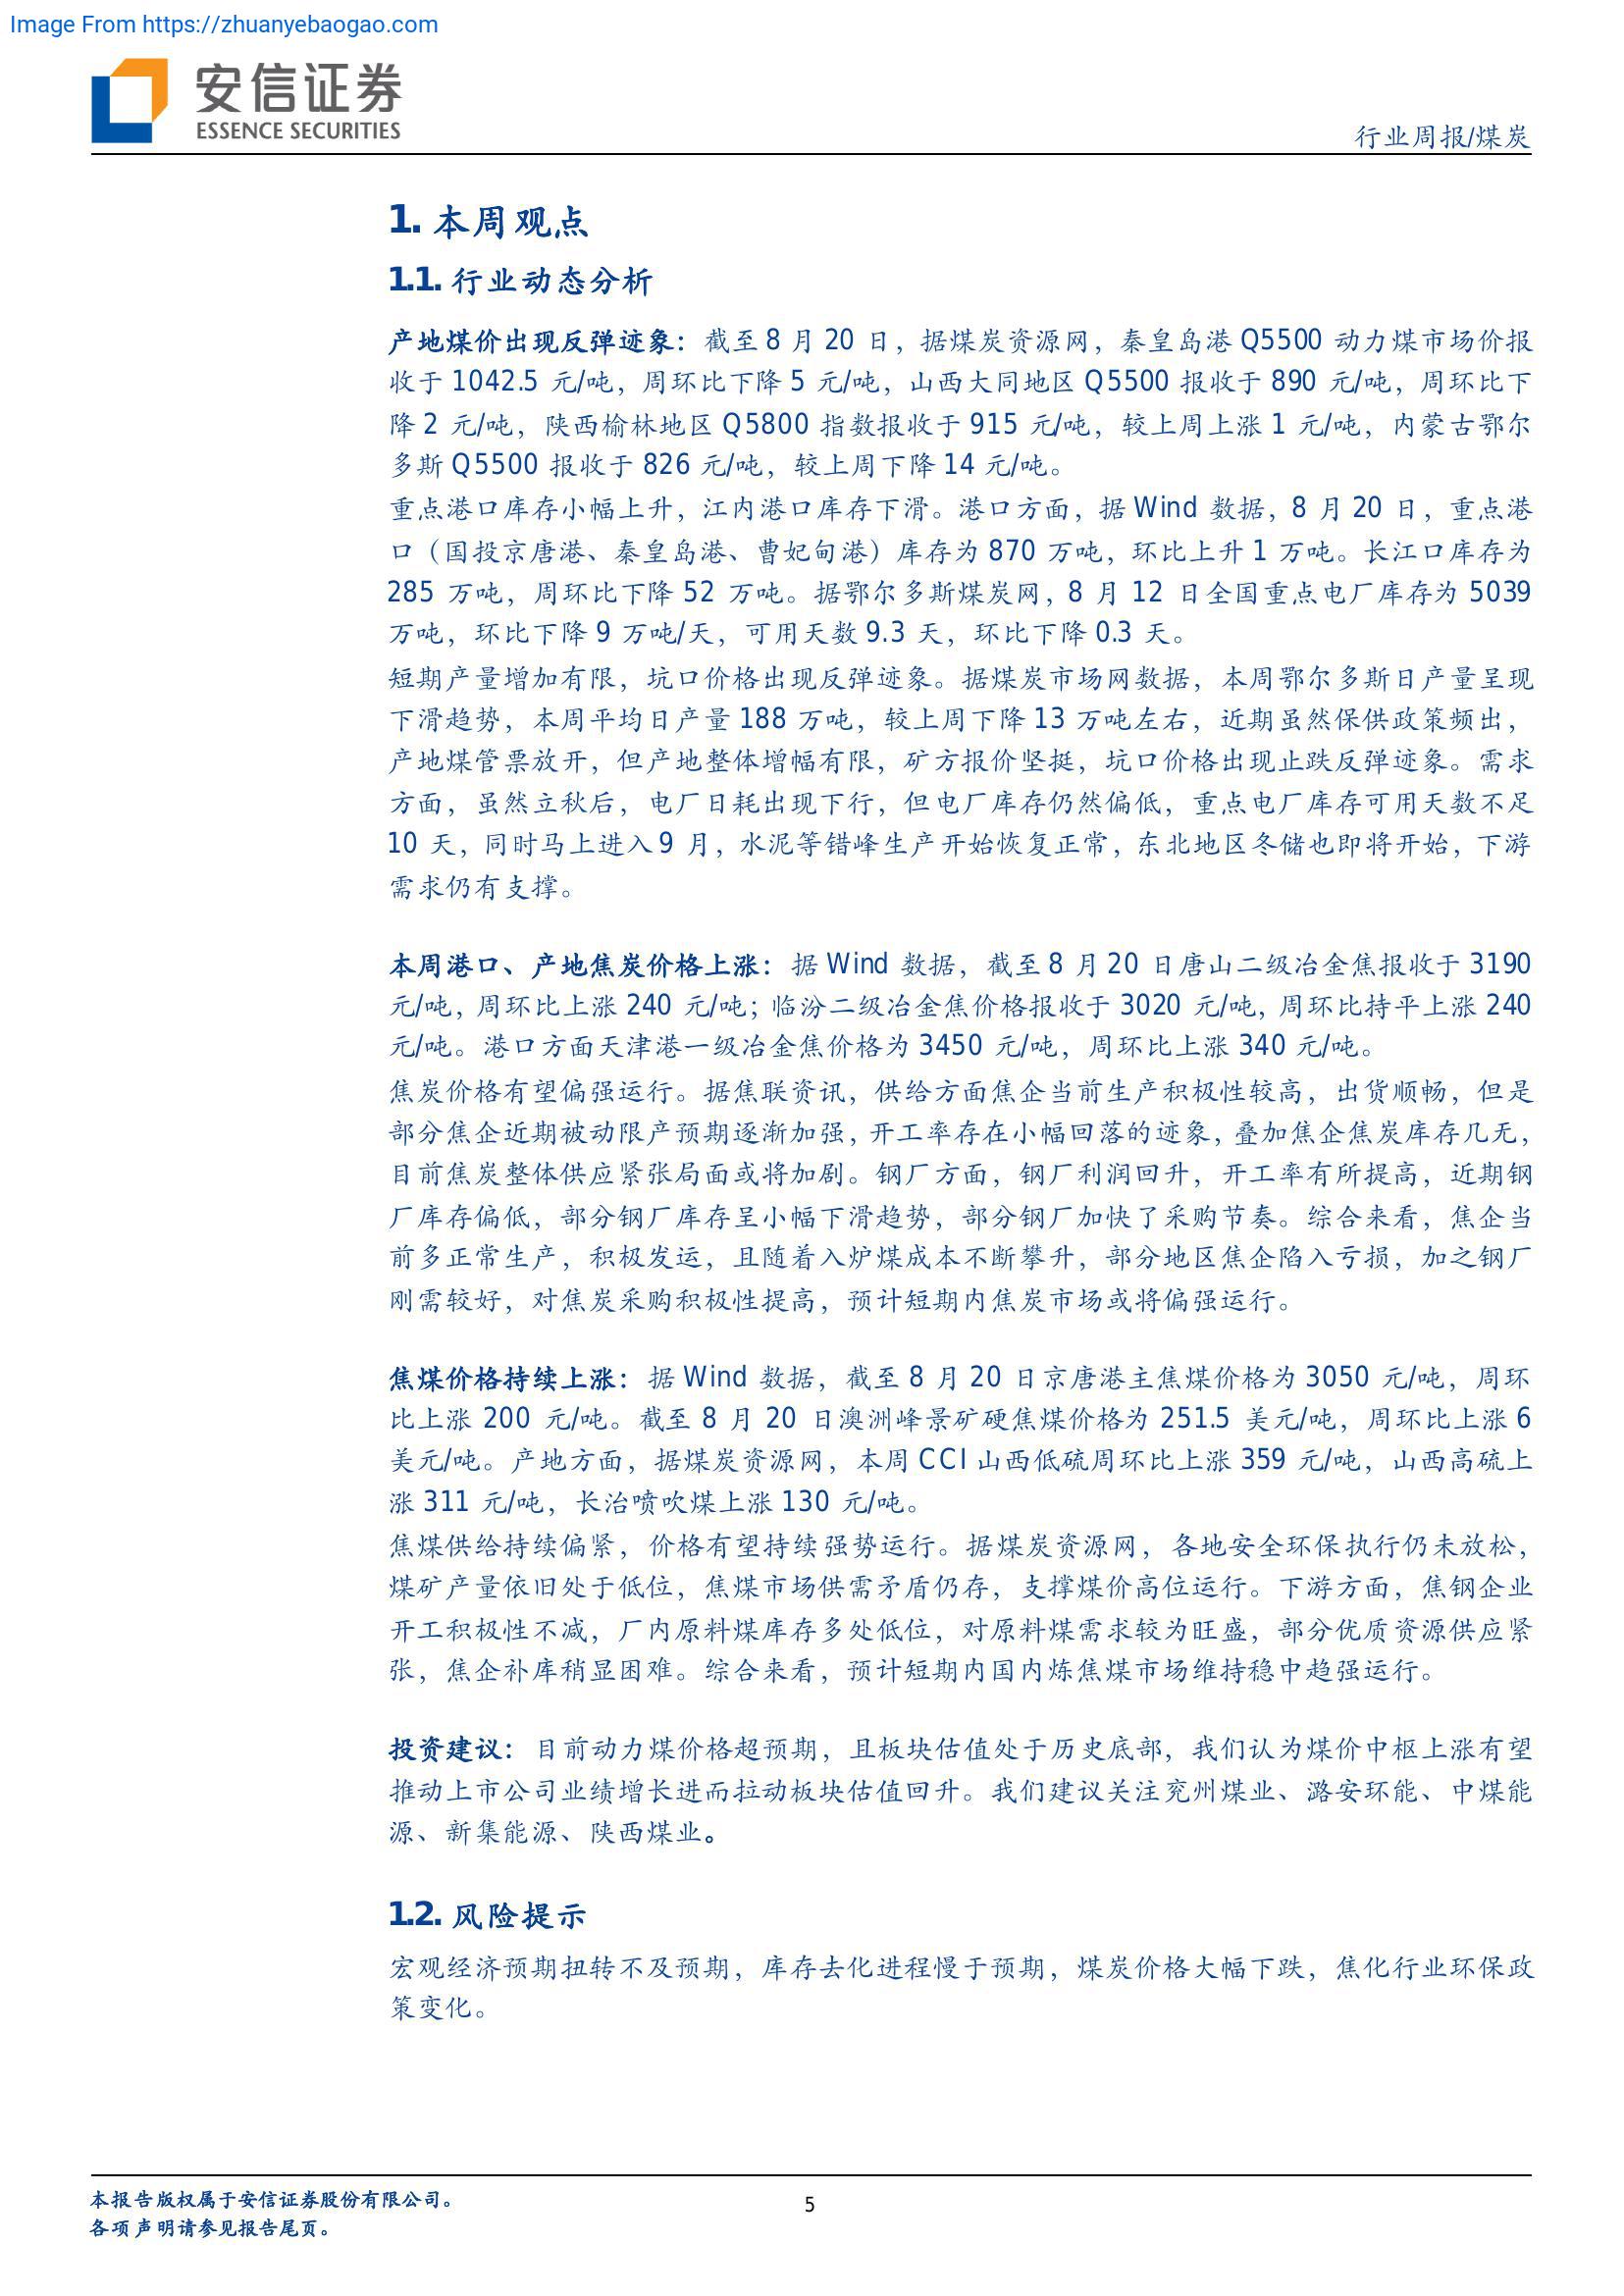 Image From https://zhuanyebaogao.com
安信证券
ESSENCE SECURITIES
行业周报/煤炭
1. 本周观点
1.1. 行业动态分析
产地煤价出现反弹迹象：截至 8 月 20 日，据煤炭资源网，秦皇岛港 Q5500 动力煤市场价报
收于 1042.5 元/吨，周环比下降 5 元/吨，山西大同地区 Q5500 报收于 890 元/吨，周环比下
降 2 元/吨，陕西榆林地区 Q5800 指数报收于 915 元/吨，较上周上涨 1 元/吨，内蒙古鄂尔
多斯 Q5500 报收于 826 元/吨，较上周下降 14 元/吨。
重点港口库存小幅上升，江内港口库存下滑。港口方面，据 Wind 数据，8 月 20 日，重点港
口（国投京唐港、秦皇岛港、曹妃甸港）库存为 870 万吨，环比上升 1 万吨。长江口库存为
285 万吨，周环比下降 52 万吨。据鄂尔多斯煤炭网，8 月 12 日全国重点电厂库存为 5039
万吨，环比下降 9 万吨/天，可用天数 9.3 天，环比下降 0.3 天。
短期产量增加有限，坑口价格出现反弹迹象。据煤炭市场网数据，本周鄂尔多斯日产量呈现
下滑趋势，本周平均日产量 188 万吨，较上周下降 13 万吨左右，近期虽然保供政策频出，
产地煤管票放开，但产地整体增幅有限，矿方报价坚挺，坑口价格出现止跌反弹迹象。需求
方面，虽然立秋后，电厂日耗出现下行，但电厂库存仍然偏低，重点电厂库存可用天数不足
10 天，同时马上进入 9 月，水泥等错峰生产开始恢复正常，东北地区冬储也即将开始，下游
需求仍有支撑。
本周港口、产地焦炭价格上涨：据 Wind 数据，截至 8 月 20 日唐山二级冶金焦报收于 3190
元/吨，周环比上涨 240 元/吨；临汾二级冶金焦价格报收于 3020 元/吨，周环比持平上涨 240
元/吨。港口方面天津港一级冶金焦价格为 3450 元/吨，周环比上涨 340 元/吨。
焦炭价格有望偏强运行。据焦联资讯，供给方面焦企当前生产积极性较高，出货顺畅，但是
部分焦企近期被动限产预期逐渐加强，开工率存在小幅回落的迹象，叠加焦企焦炭库存几无，
目前焦炭整体供应紧张局面或将加剧。钢厂方面，钢厂利润回升，开工率有所提高，近期钢
厂库存偏低，部分钢厂库存呈小幅下滑趋势，部分钢厂加快了采购节奏。综合来看，焦企当
前多正常生产，积极发运，且随着入炉煤成本不断攀升，部分地区焦企陷入亏损，加之钢厂
刚需较好，对焦炭采购积极性提高，预计短期内焦炭市场或将偏强运行。
焦煤价格持续上涨：据 Wind 数据，截至 8 月 20 日京唐港主焦煤价格为 3050 元/吨，周环
比上涨 200 元/吨。截至 8 月 20 日澳洲峰景矿硬焦煤价格为 251.5 美元/吨，周环比上涨 6
美元/吨。产地方面，据煤炭资源网，本周 CCI 山西低硫周环比上涨 359 元/吨，山西高硫上
涨 311 元/吨，长治喷吹煤上涨 130 元/吨。
焦煤供给持续偏紧，价格有望持续强势运行。据煤炭资源网，各地安全环保执行仍未放松，
煤矿产量依旧处于低位，焦煤市场供需矛盾仍存，支撑煤价高位运行。下游方面，焦钢企业
开工积极性不减，厂内原料煤库存多处低位，对原料煤需求较为旺盛，部分优质资源供应紧
张，焦企补库稍显困难。综合来看，预计短期内国内炼焦煤市场维持稳中趋强运行。
投资建议：目前动力煤价格超预期，且板块估值处于历史底部，我们认为煤价中枢上涨有望
推动上市公司业绩增长进而拉动板块估值回升。我们建议关注兖州煤业、潞安环能、中煤能
源、新集能源、陕西煤业。
1.2. 风险提示
宏观经济预期扭转不及预期，库存去化进程慢于预期，煤炭价格大幅下跌，焦化行业环保政
策变化。
本报告版权属于安信证券股份有限公司。
5
各项声明请参见报告尾页。